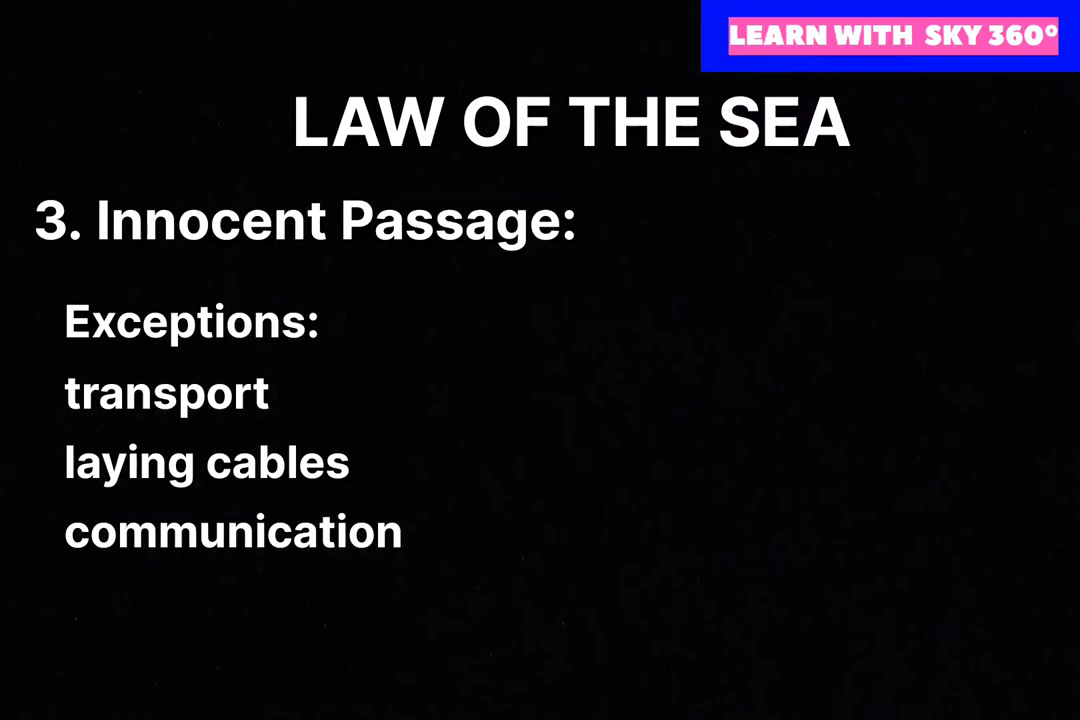 LEARN WITH SKY 360°
LAW OF THE SEA
3. Innocent Passage:
Exceptions:
transport
laying cables
communication